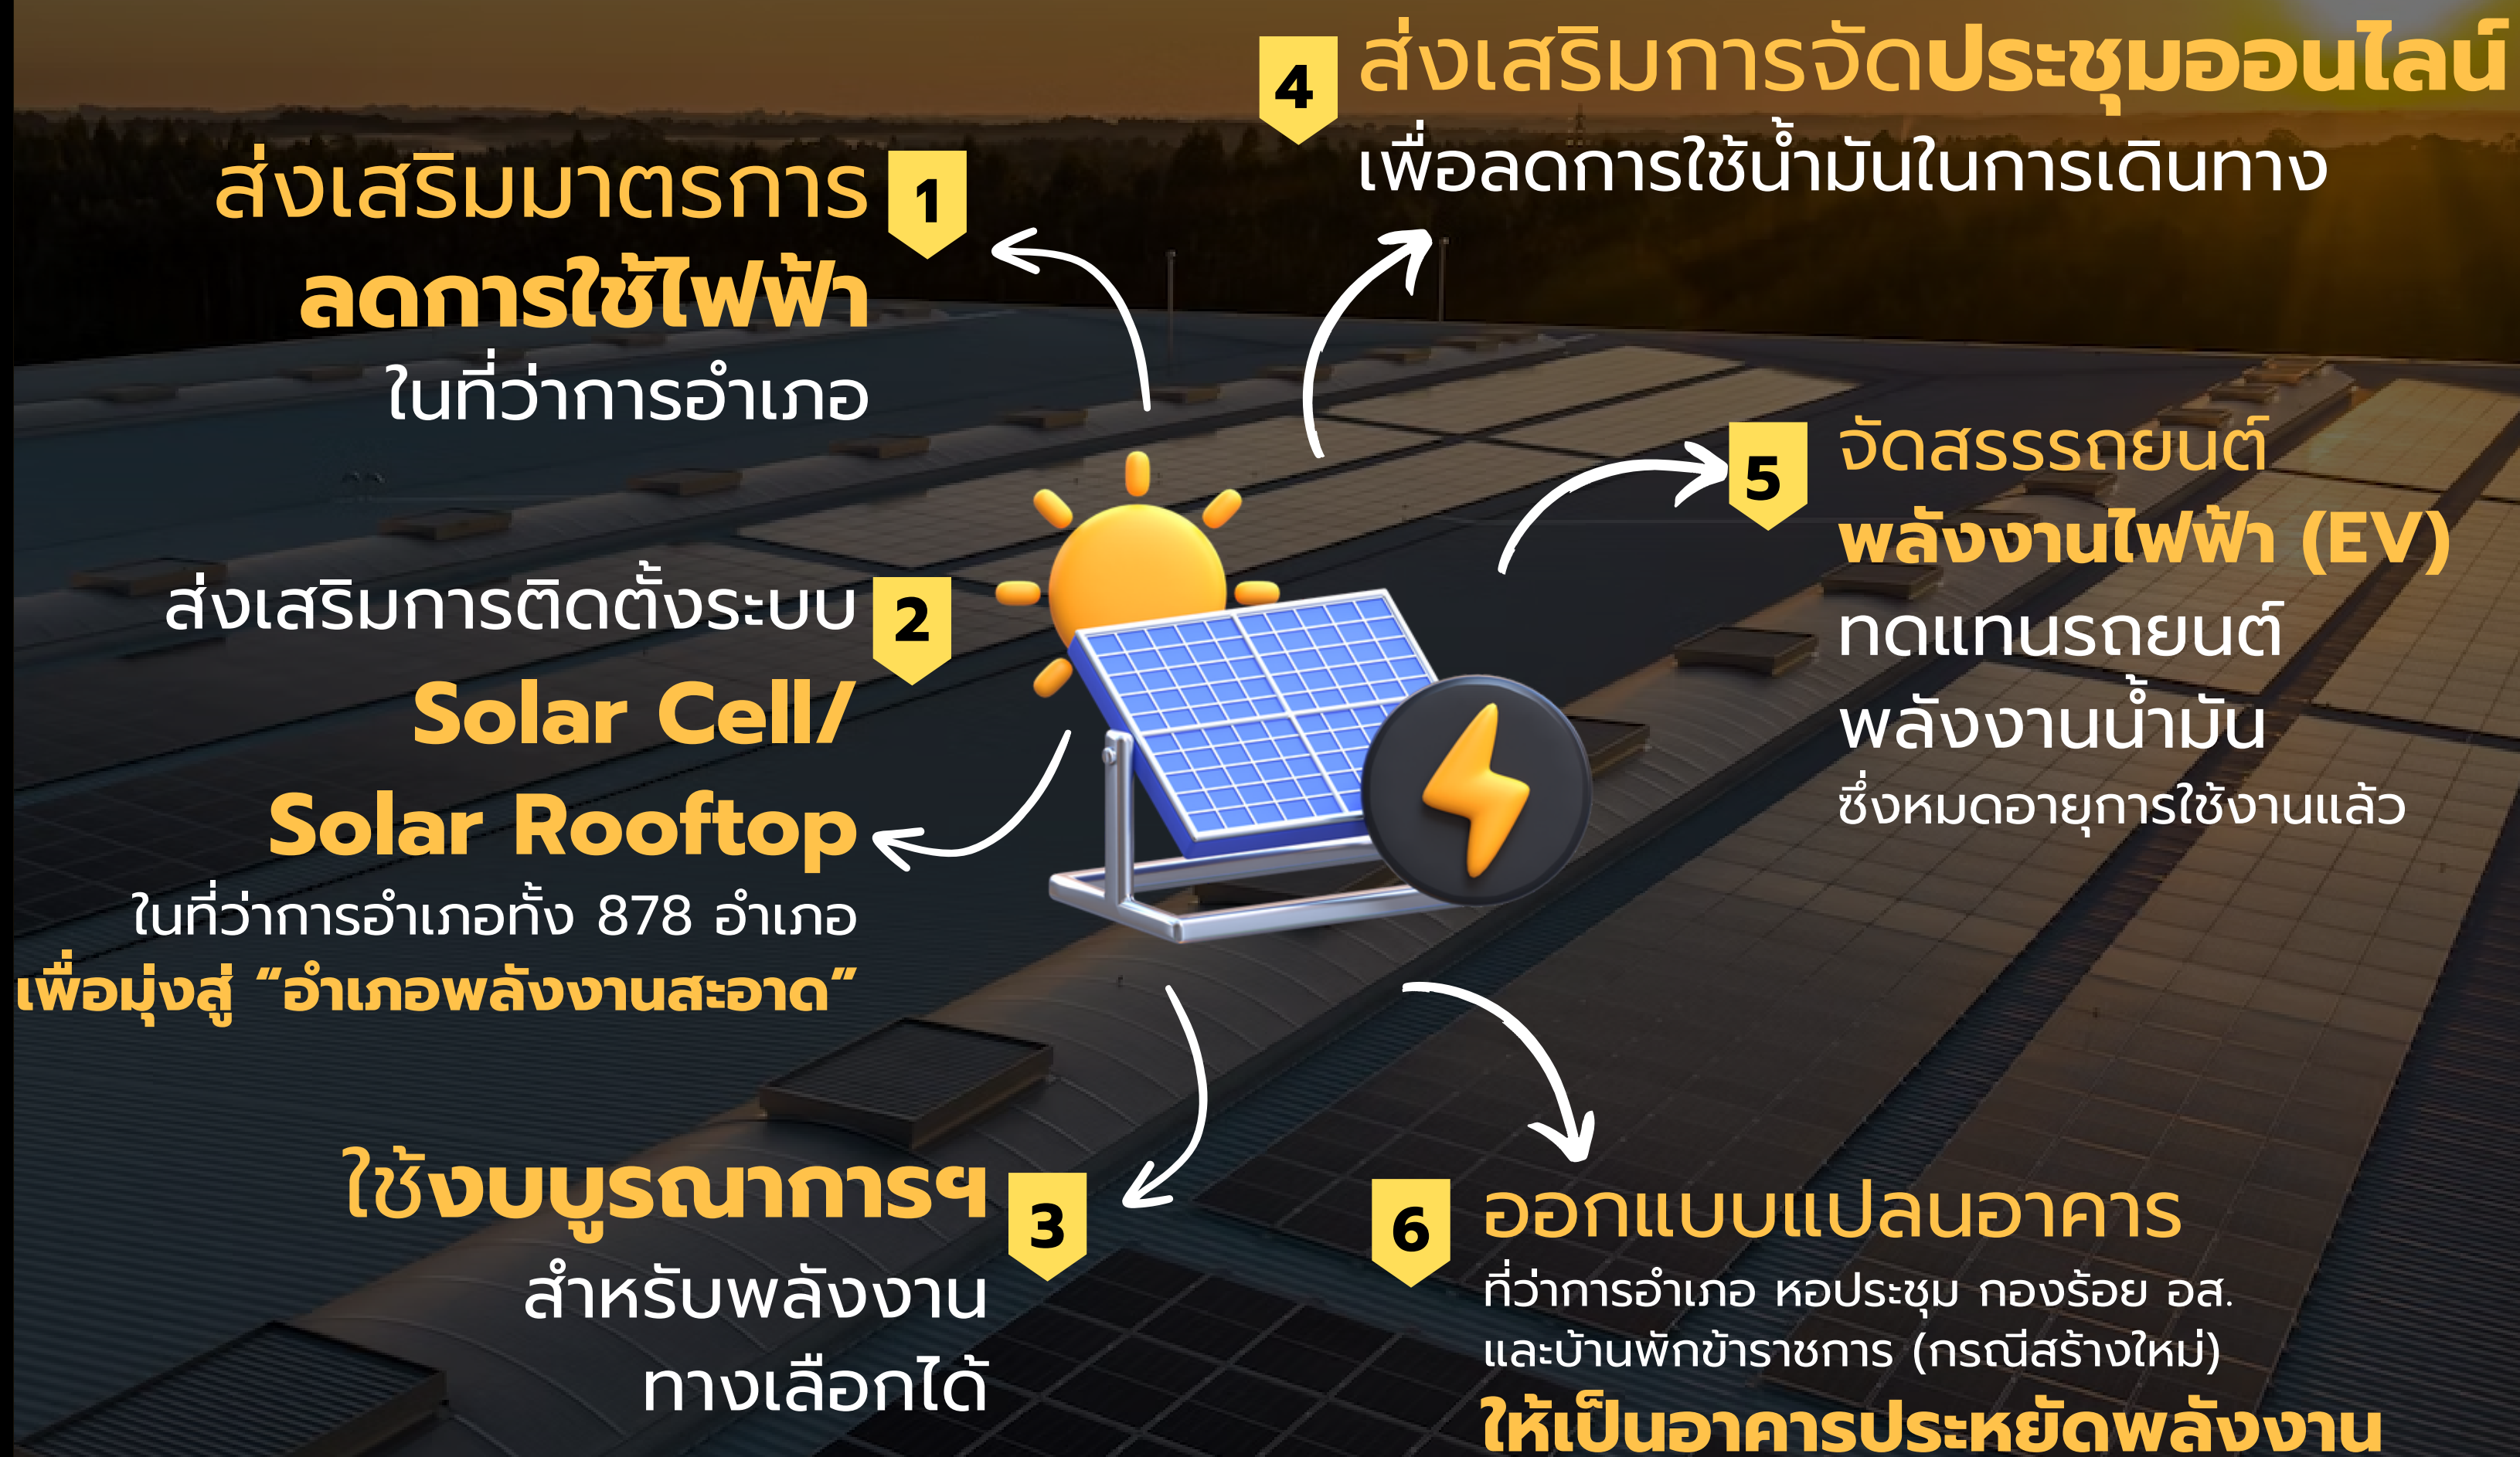 1
ส่งเสริมมาตรการ
ลดการใช้ไฟฟ้า
ในที่ว่าการอำเภอ
2
ส่งเสริมการติดตั้งระบบ
Solar Cell/
Solar Rooftop
ในที่ว่าการอำเภอทั้ง 878 อำเภอ
เพื่อมุ่งสู่ “อำเภอพลังงานสะอาด”
3
ใช้งบบูรณาการฯ
สำหรับพลังงาน
ทางเลือกได้
4
ส่งเสริมการจัดประชุมออนไลน์
เพื่อลดการใช้น้ำมันในการเดินทาง
5
จัดสรรรถยนต์
พลังงานไฟฟ้า (EV)
ทดแทนรถยนต์
พลังงานน้ำมัน
ซึ่งหมดอายุการใช้งานแล้ว
6
ออกแบบแปลนอาคาร
ที่ว่าการอำเภอ หอประชุม กองร้อย อส.
และบ้านพักข้าราชการ (กรณีสร้างใหม่)
ให้เป็นอาคารประหยัดพลังงาน